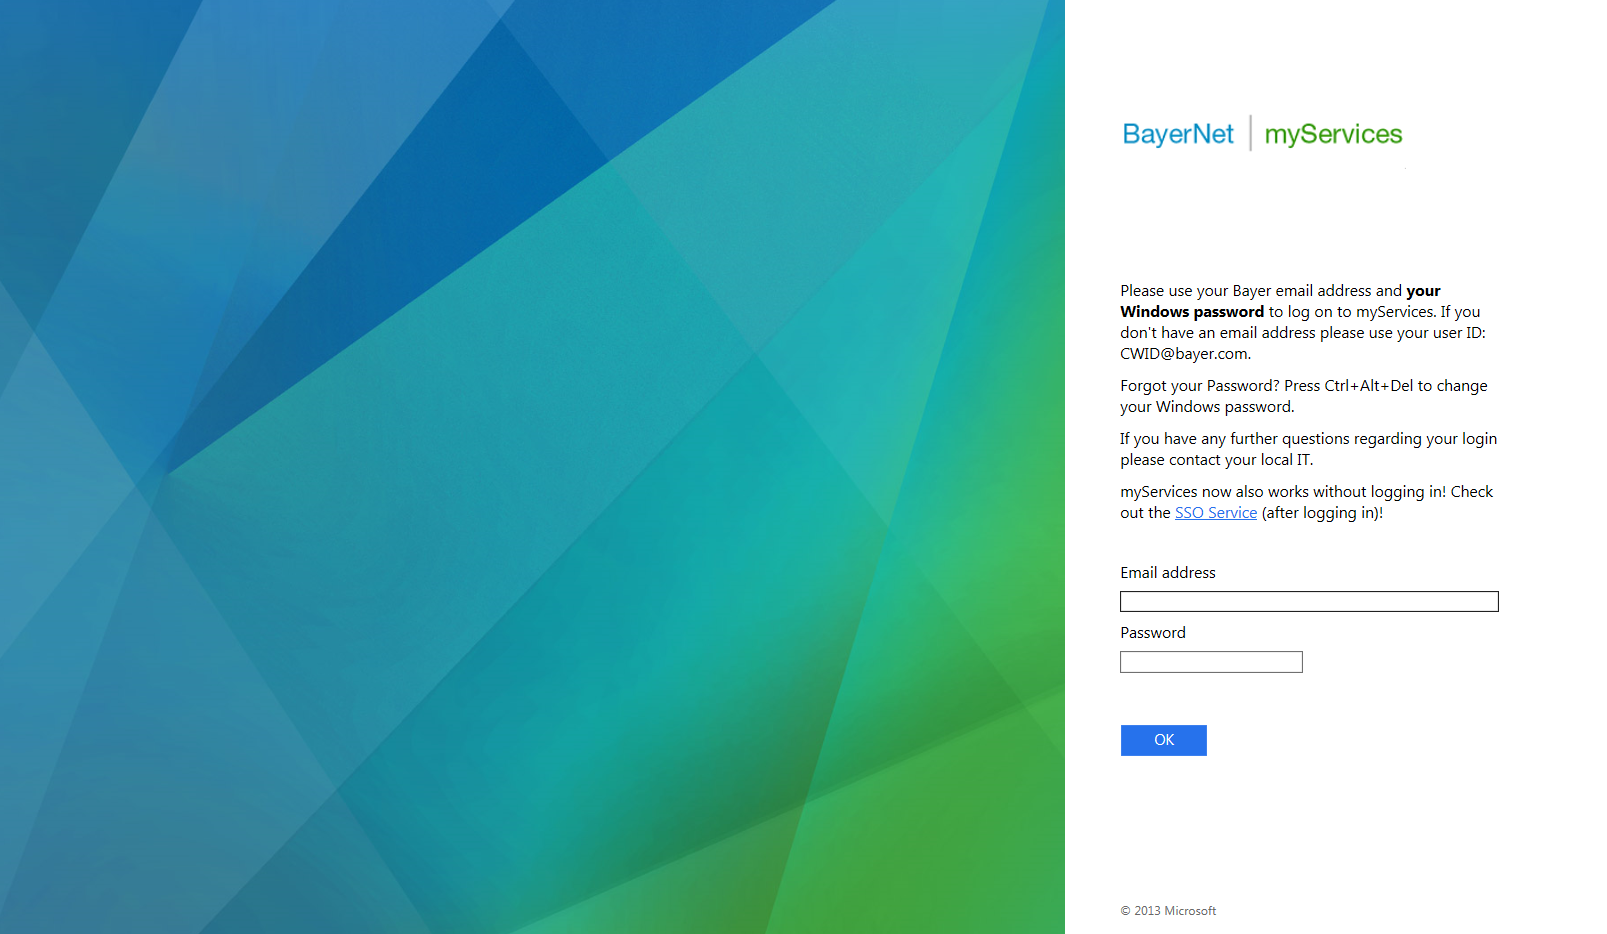 BayerNet | myServices
Please use your Bayer email address and your
Windows password to log on to myServices. If you
don't have an email address please use your user ID:
CWID@bayer.com.
Forgot your Password? Press Ctrl+Alt+Del to change
your Windows password.
If you have any further questions regarding your login
please contact your local IT.
myServices now also works without logging in! Check
out the SSO Service (after logging in)!
Email address
Password
OK
© 2013 Microsoft